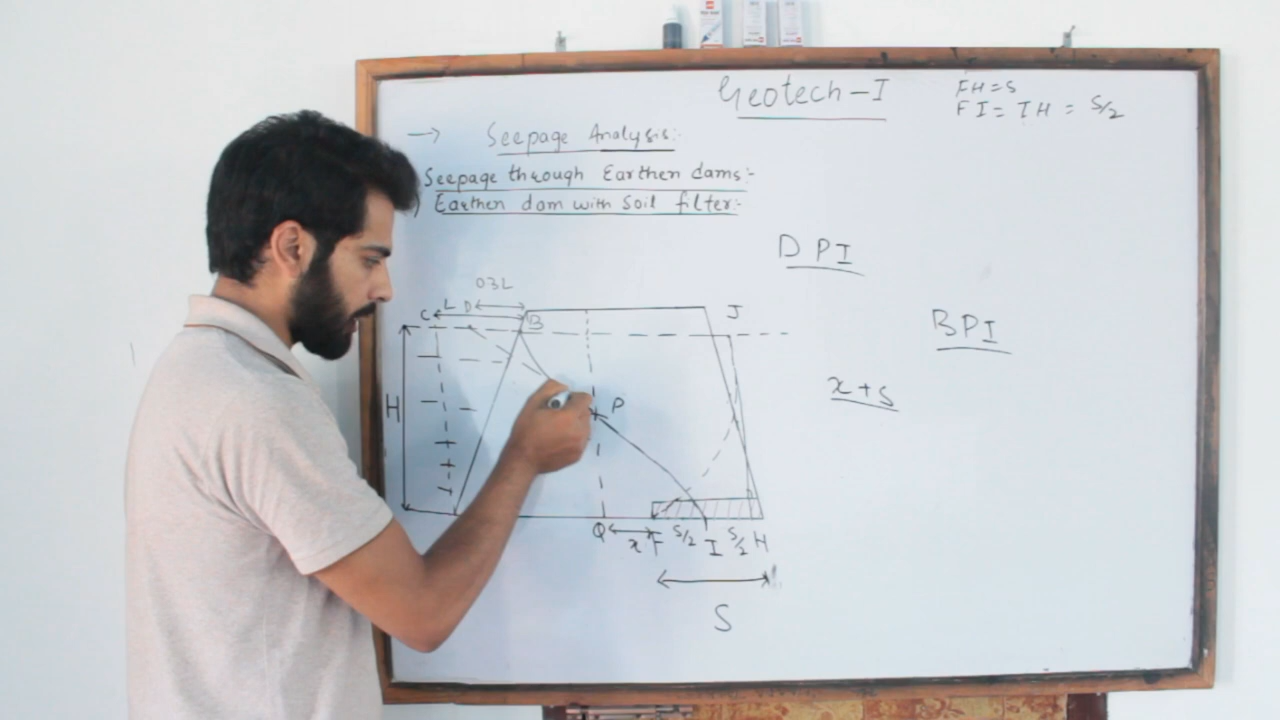 Geotech-I
FH=S
FI= IH = S/2
→ Seepage Analysis:-
Seepage through Earthen dams:-
) Earthen dam with Soil filter:-
DPI
BPI
x+s
0.3L
C L D
B
J
H
P
Q x F S/2 I S/2 H
S